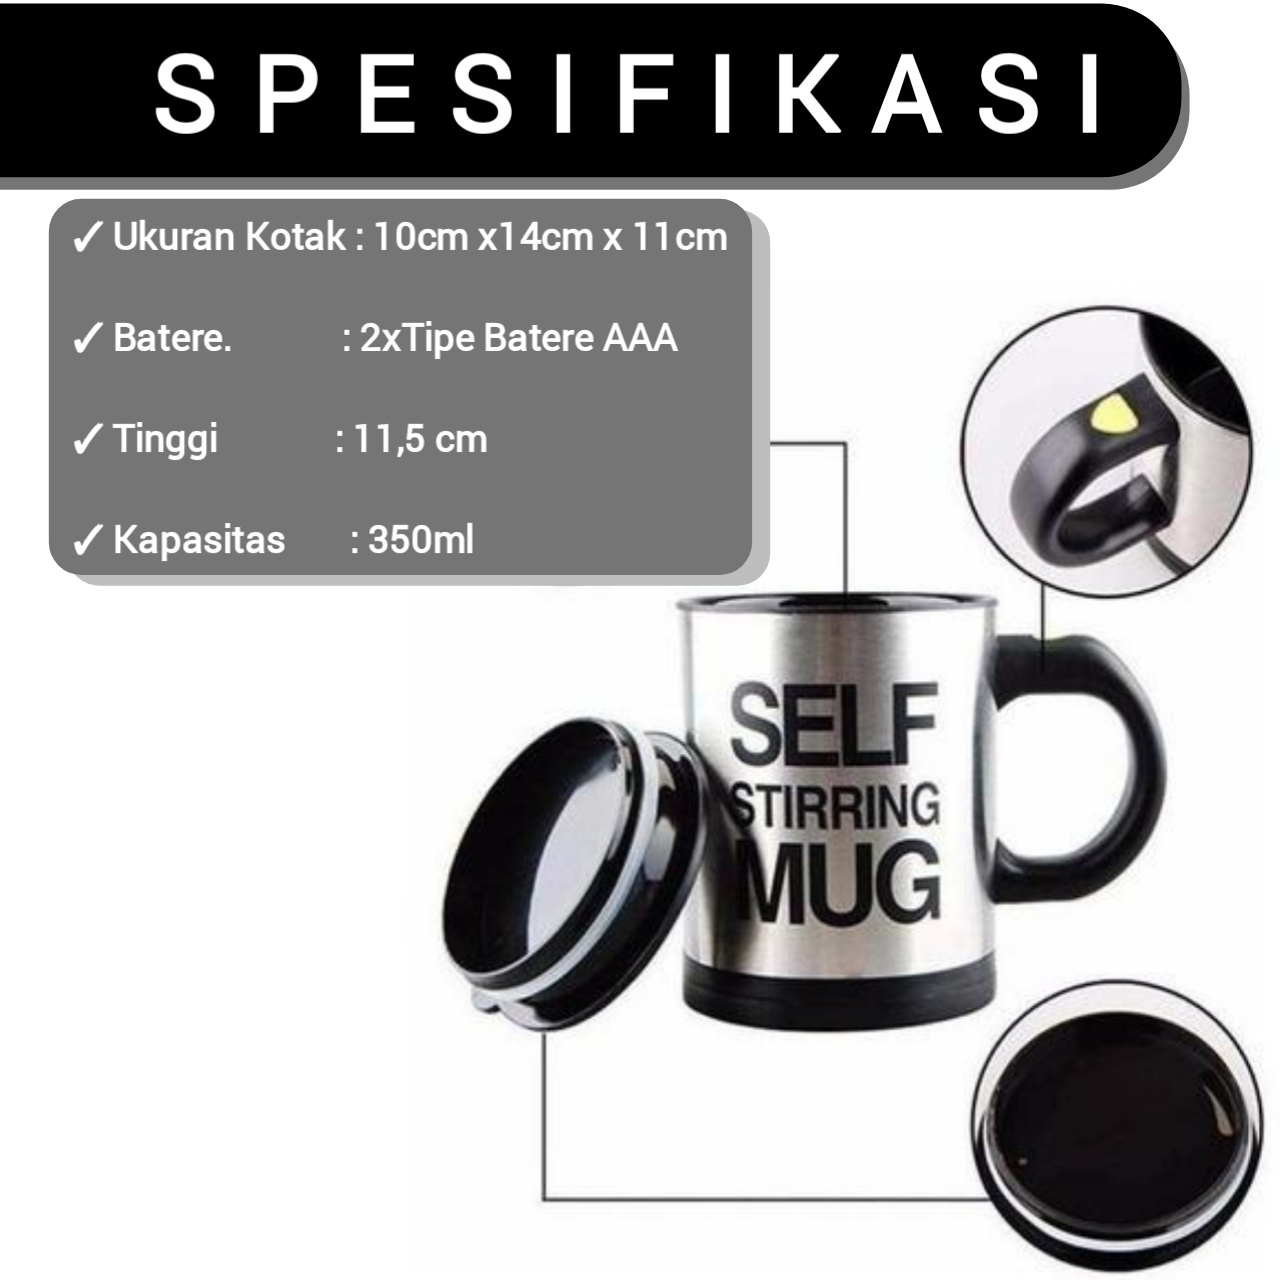 SPESIFIKASI
✓ Ukuran Kotak : 10cm x14cm x 11cm
✓ Batere. : 2xTipe Batere AAA
✓ Tinggi : 11,5 cm
✓ Kapasitas : 350ml
SELF
STIRRING
MUG